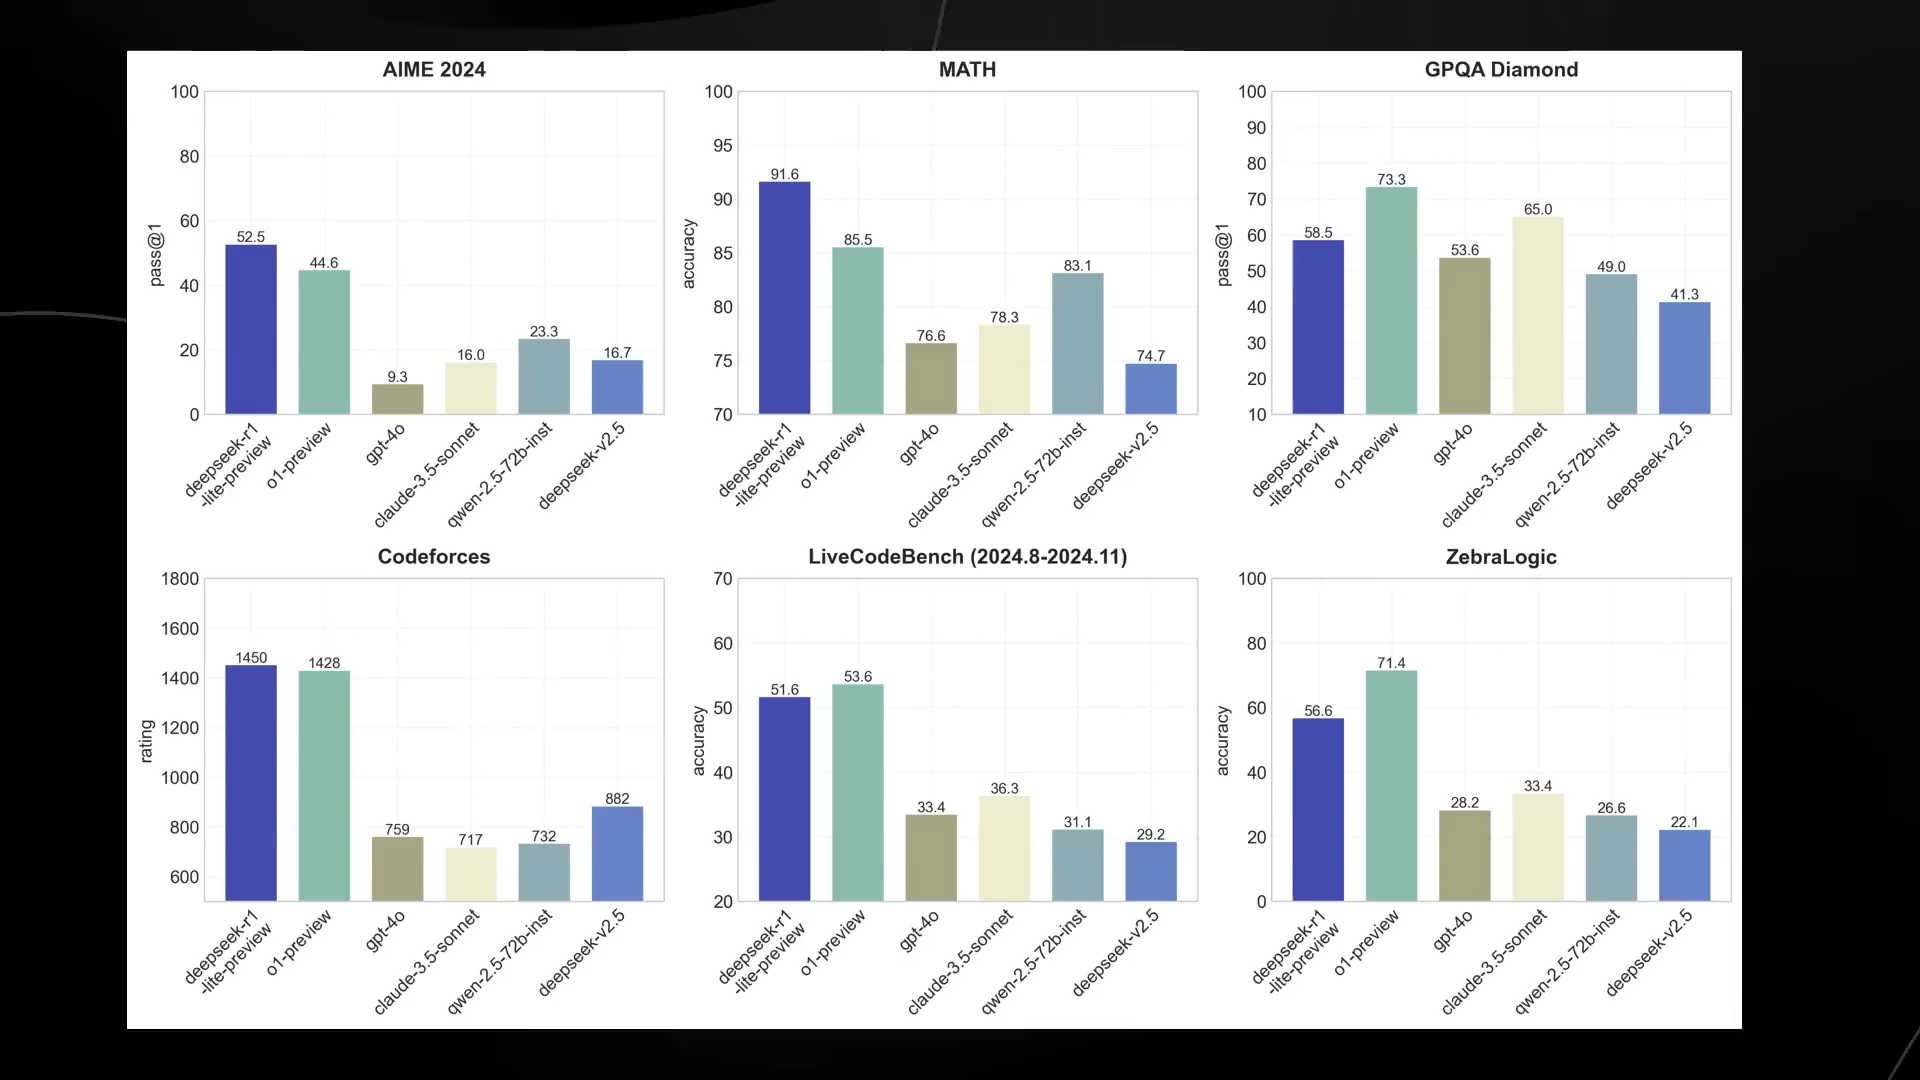 AIME 2024
100
80
60
40
20
0
pass@1
52.5
44.6
9.3
16.0
23.3
16.7
deepseek-r1
-lite-preview
o1-preview
gpt-4o
claude-3.5-sonnet
qwen-2.5-72b-inst
deepseek-v2.5
MATH
100
95
90
85
80
75
70
accuracy
91.6
85.5
76.6
78.3
83.1
74.7
deepseek-r1
-lite-preview
o1-preview
gpt-4o
claude-3.5-sonnet
qwen-2.5-72b-inst
deepseek-v2.5
GPQA Diamond
100
90
80
70
60
50
40
30
20
10
pass@1
58.5
73.3
53.6
65.0
49.0
41.3
deepseek-r1
-lite-preview
o1-preview
gpt-4o
claude-3.5-sonnet
qwen-2.5-72b-inst
deepseek-v2.5
Codeforces
1800
1600
1400
1200
1000
800
600
rating
1450
1428
759
717
732
882
deepseek-r1
-lite-preview
o1-preview
gpt-4o
claude-3.5-sonnet
qwen-2.5-72b-inst
deepseek-v2.5
LiveCodeBench (2024.8-2024.11)
70
60
50
40
30
20
accuracy
51.6
53.6
33.4
36.3
31.1
29.2
deepseek-r1
-lite-preview
o1-preview
gpt-4o
claude-3.5-sonnet
qwen-2.5-72b-inst
deepseek-v2.5
ZebraLogic
100
80
60
40
20
0
accuracy
56.6
71.4
28.2
33.4
26.6
22.1
deepseek-r1
-lite-preview
o1-preview
gpt-4o
claude-3.5-sonnet
qwen-2.5-72b-inst
deepseek-v2.5